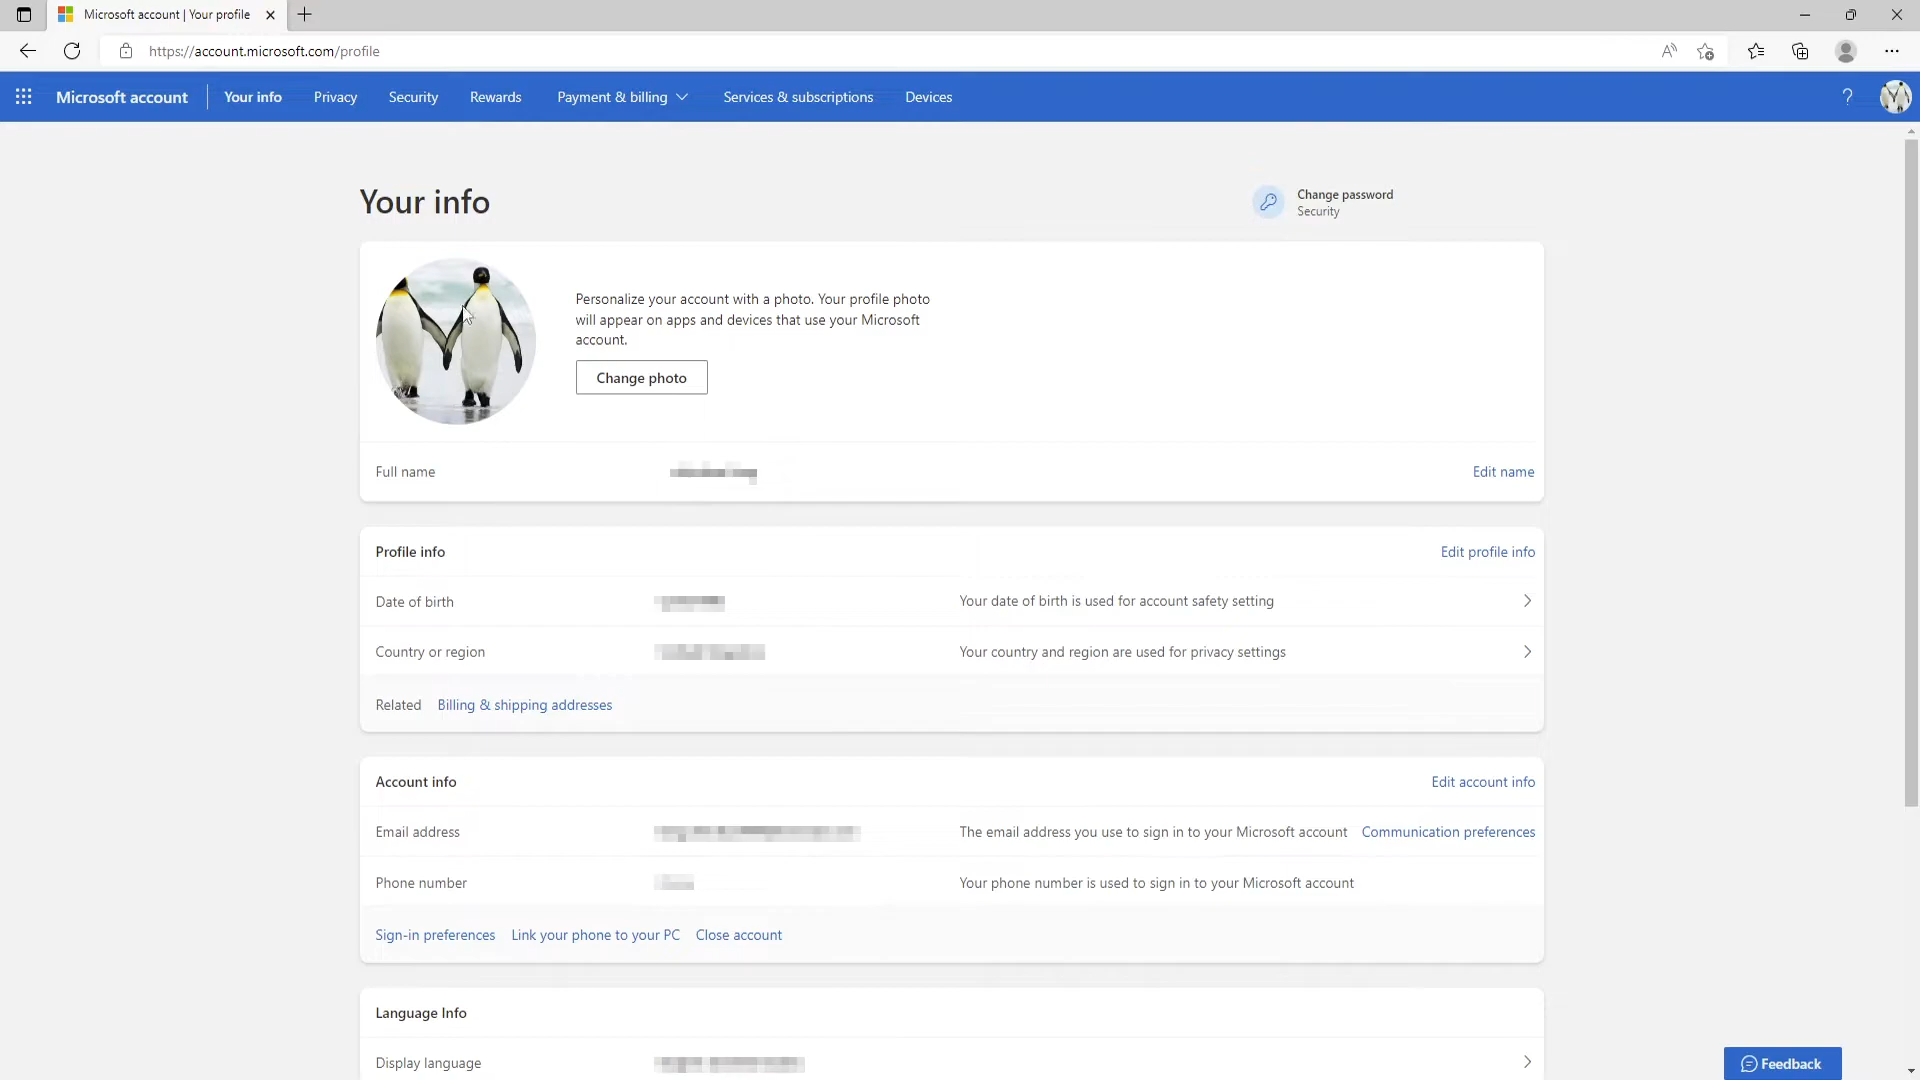 Microsoft account | Your profile
https://account.microsoft.com/profile
Microsoft account
Your info
Privacy
Security
Rewards
Payment & billing
Services & subscriptions
Devices
?
Your info
Change password
Security
Personalize your account with a photo. Your profile photo
will appear on apps and devices that use your Microsoft
account.
Change photo
Full name
Edit name
Profile info
Edit profile info
Date of birth
Your date of birth is used for account safety setting
Country or region
Your country and region are used for privacy settings
Related Billing & shipping addresses
Account info
Edit account info
Email address
The email address you use to sign in to your Microsoft account
Communication preferences
Phone number
Your phone number is used to sign in to your Microsoft account
Sign-in preferences Link your phone to your PC Close account
Language Info
Display language
Feedback